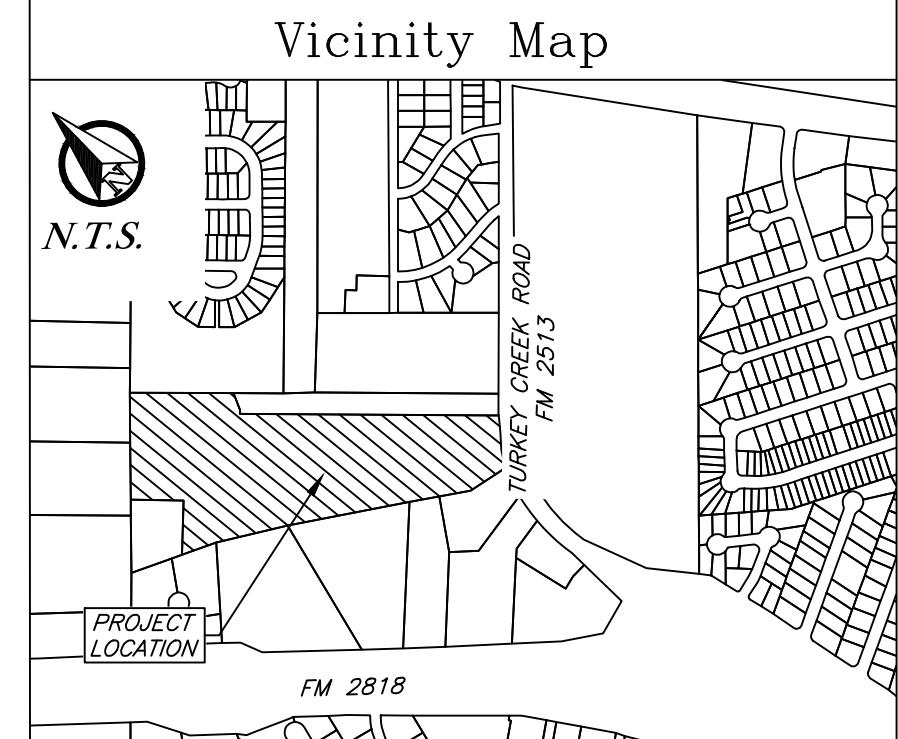 Vicinity Map
N
N.T.S.
TURKEY CREEK ROAD
FM 2513
PROJECT
LOCATION
FM 2818